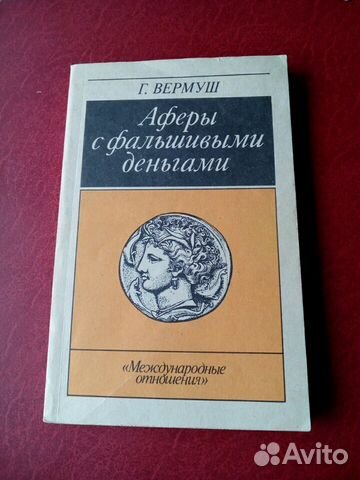 Г. ВЕРМУШ
Аферы
с фальшивыми
деньгами
«Международные
отношения»
Avito